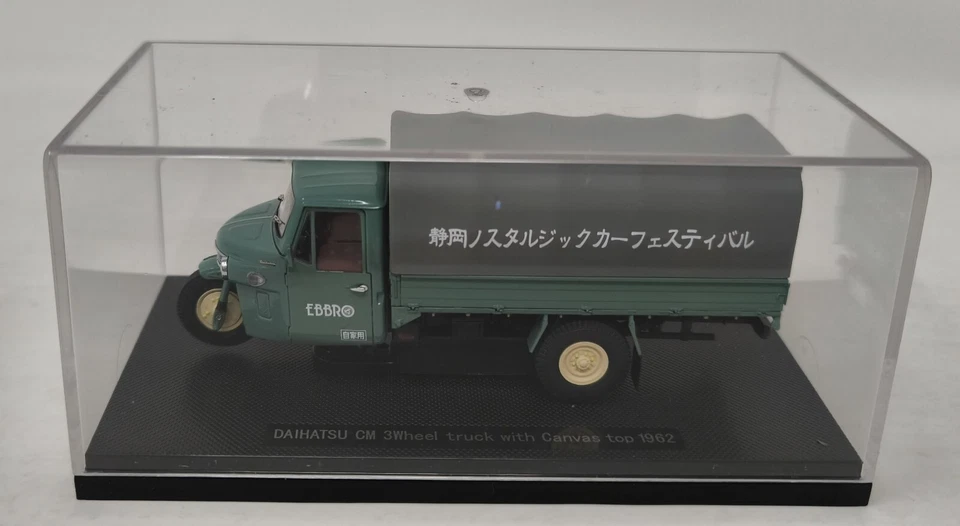 静岡ノスタルジックカーフェスティバル
EBBRO
自家用
DAIHATSU CM 3Wheel truck with Canvas top 1962